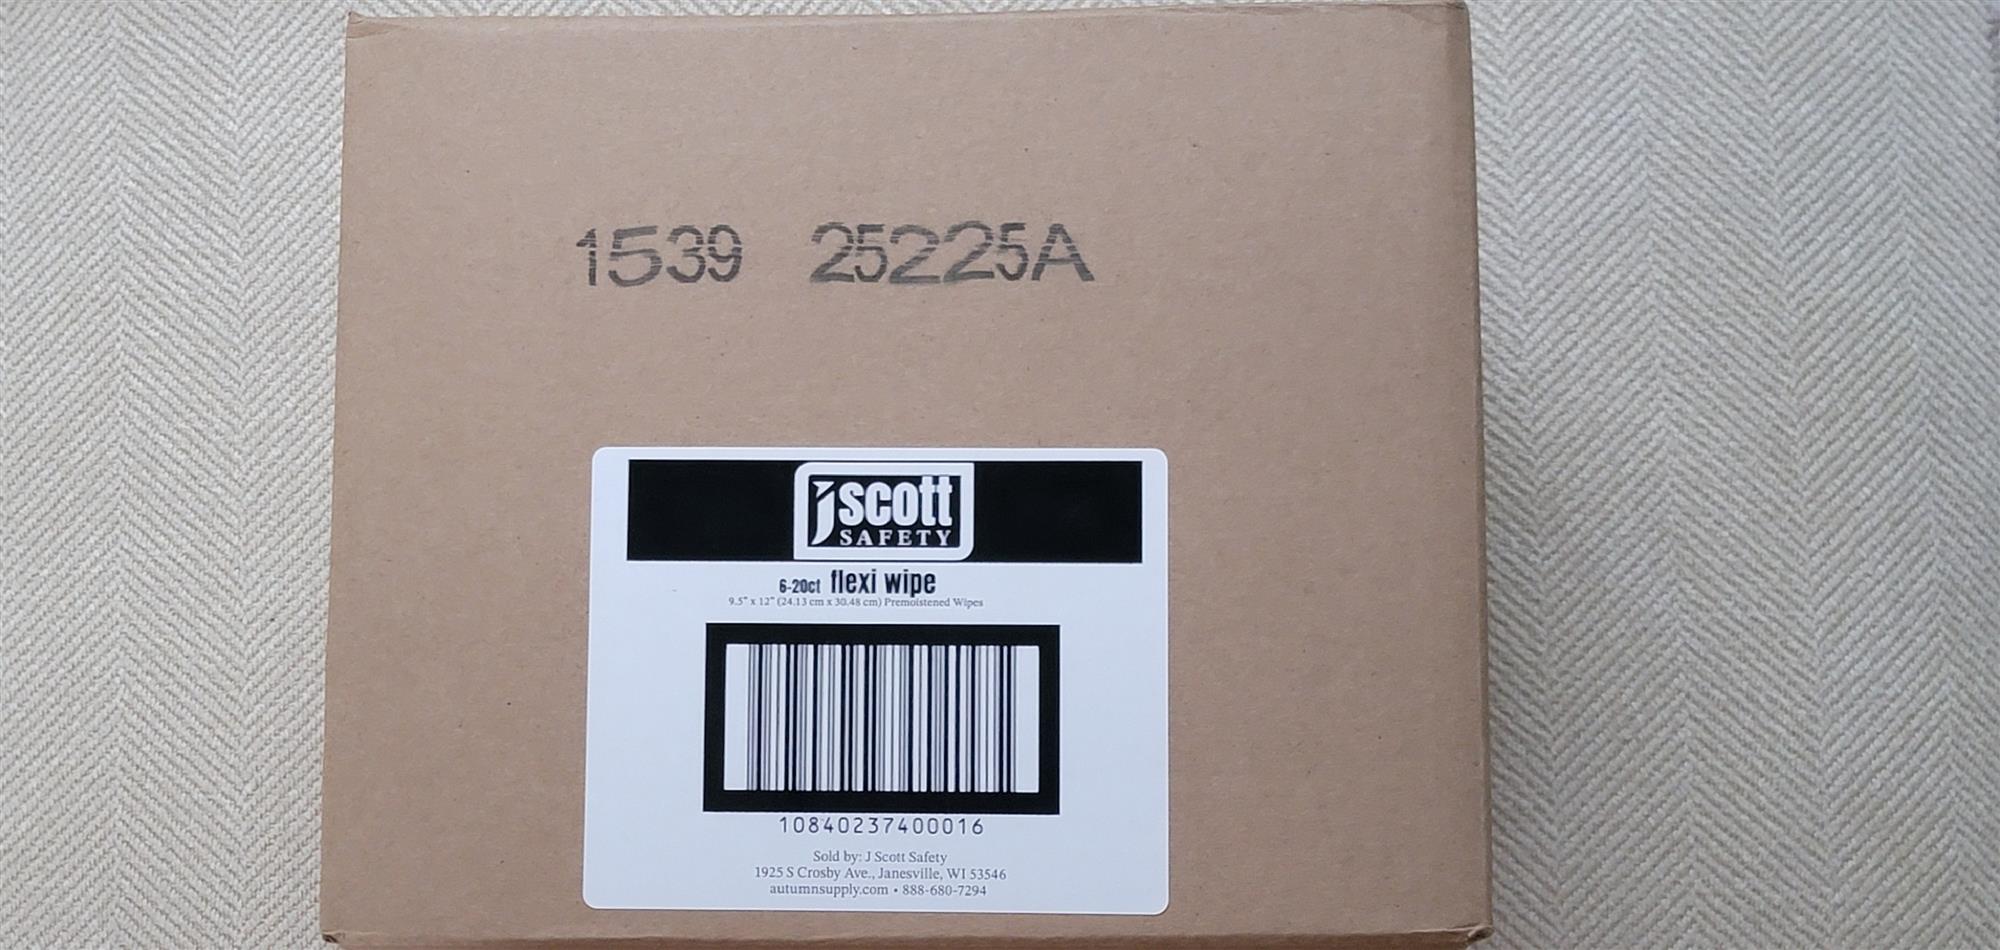 1539 25225A
jscott
SAFETY
6-20ct flexi wipe
9.5" x 12" (24.13 cm x 30.48 cm) Premoistened Wipes
10840237400016
Sold by: J Scott Safety
1925 S Crosby Ave., Janesville, WI 53546
autumnsupply.com • 888-680-7294